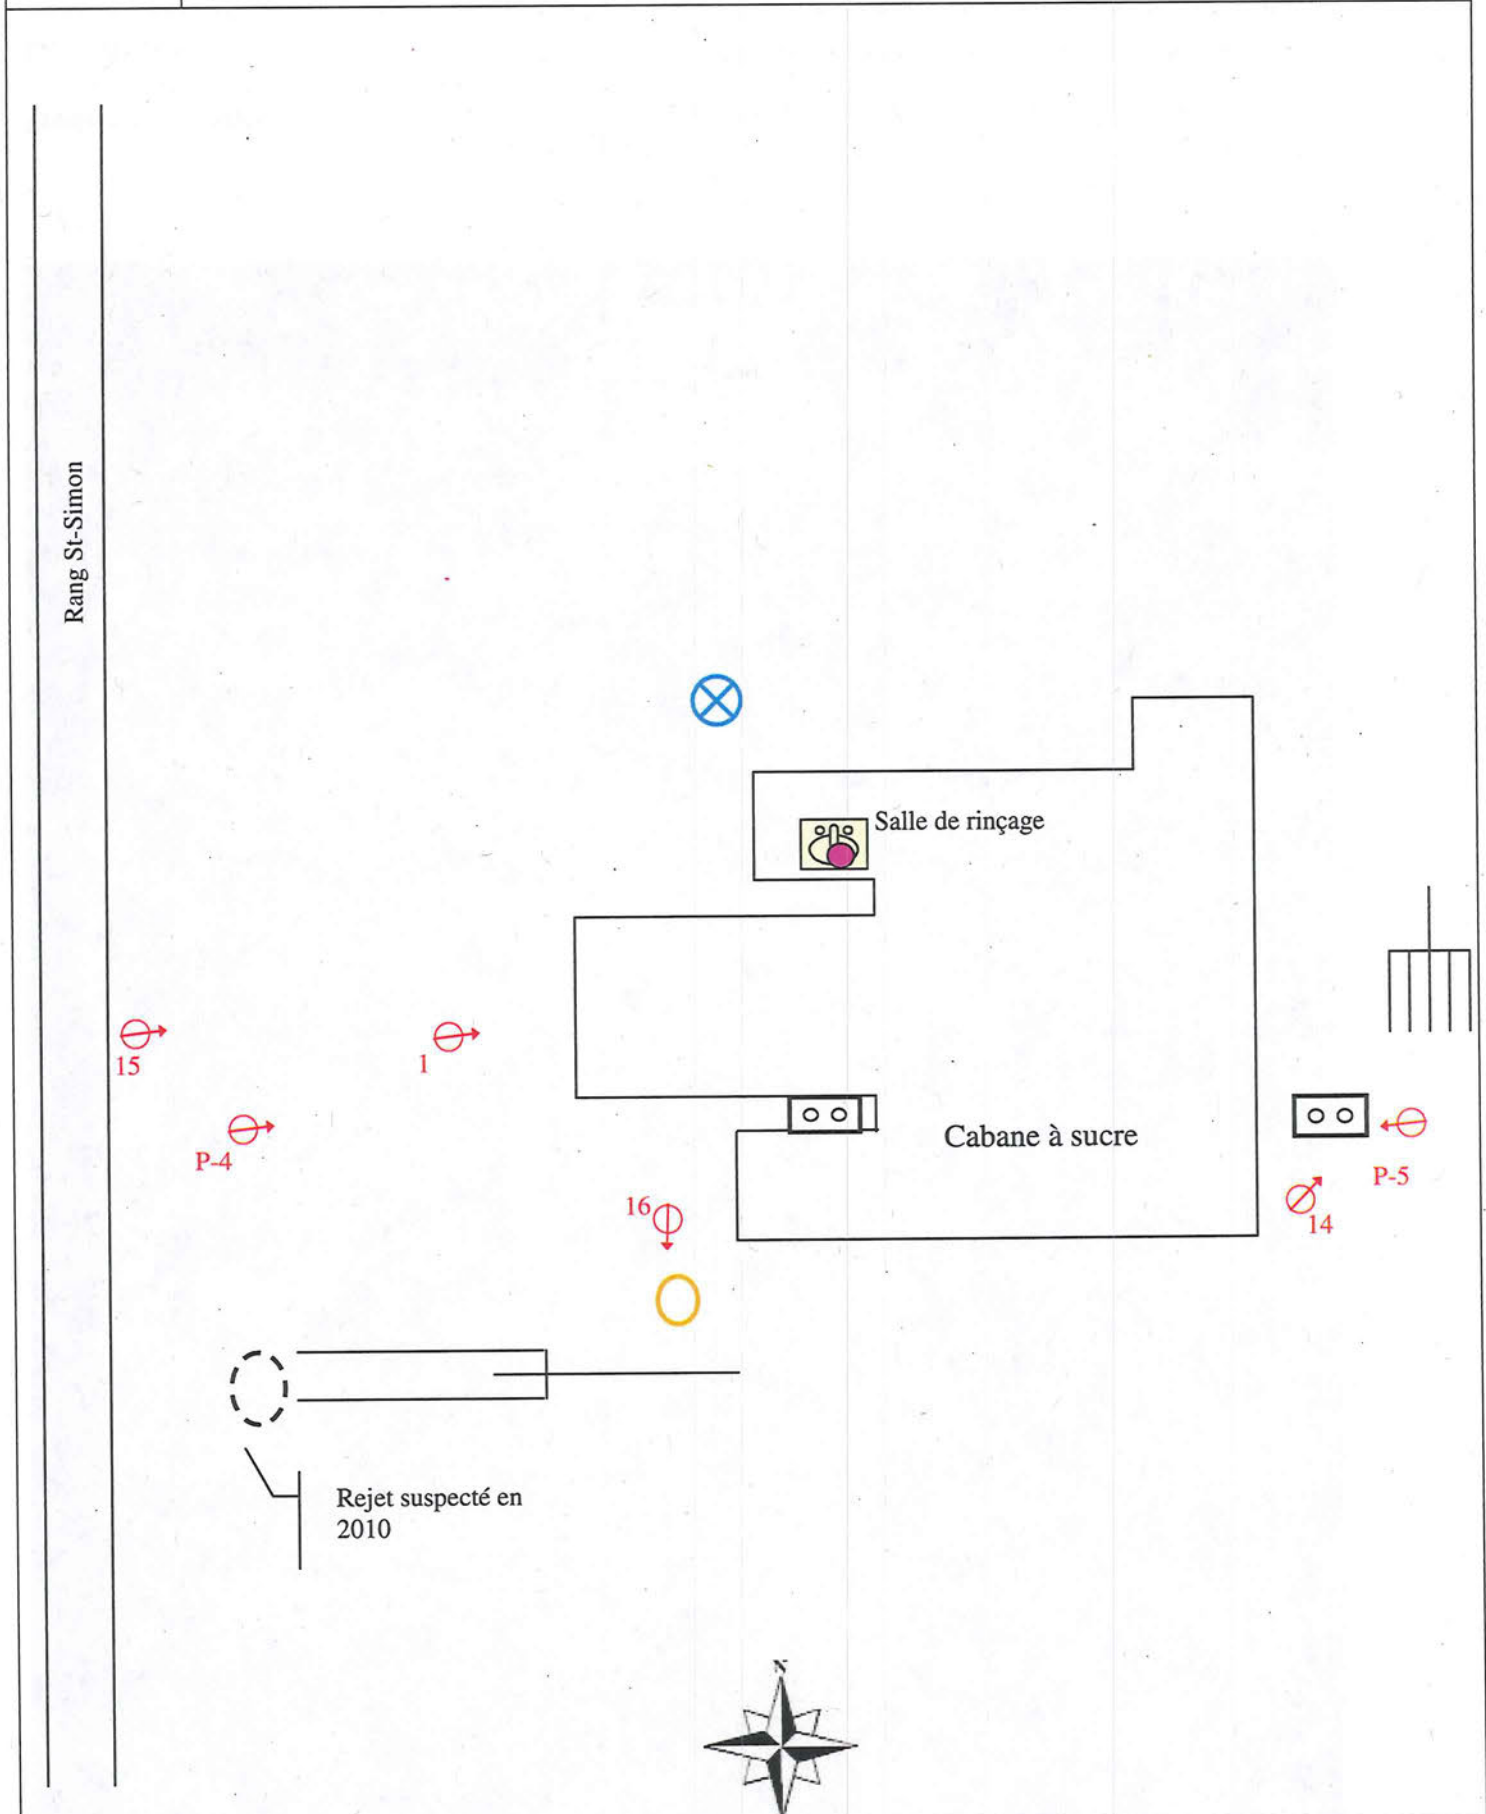 Rang St-Simon
Salle de rinçage
15
1
P-4
Cabane à sucre
P-5
16
14
Rejet suspecté en
2010
N